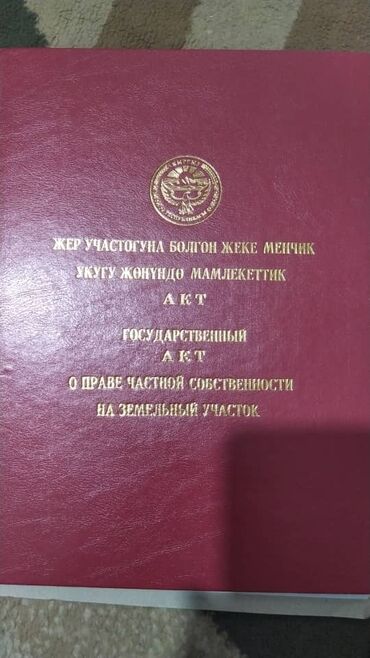 ЖЕР УЧАСТОГУНА БОЛГОН ЖЕКЕ МЕНЧИК
УКУГУ ЖӨНҮНДӨ МАМЛЕКЕТТИК
АКТ
ГОСУДАРСТВЕННЫЙ
АКТ
О ПРАВЕ ЧАСТНОЙ СОБСТВЕННОСТИ
НА ЗЕМЕЛЬНЫЙ УЧАСТОК